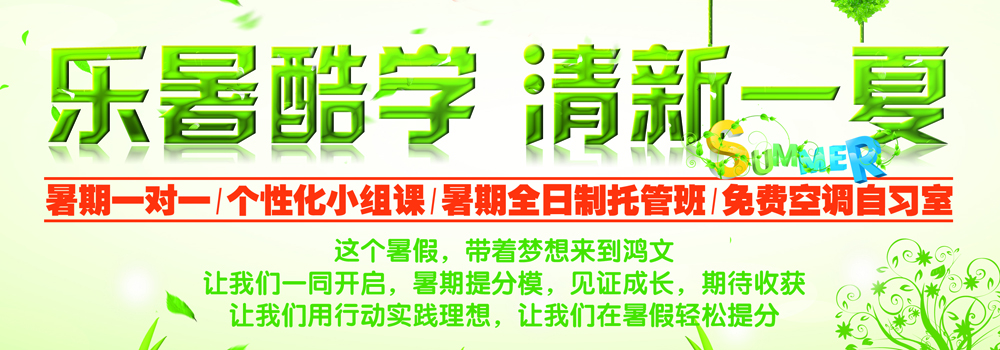 乐暑酷学 清新一夏
SUMMER
暑期一对一/个性化小组课/暑期全日制托管班/免费空调自习室
这个暑假，带着梦想来到鸿文
让我们一同开启，暑期提分模，见证成长，期待收获
让我们用行动实践理想，让我们在暑假轻松提分